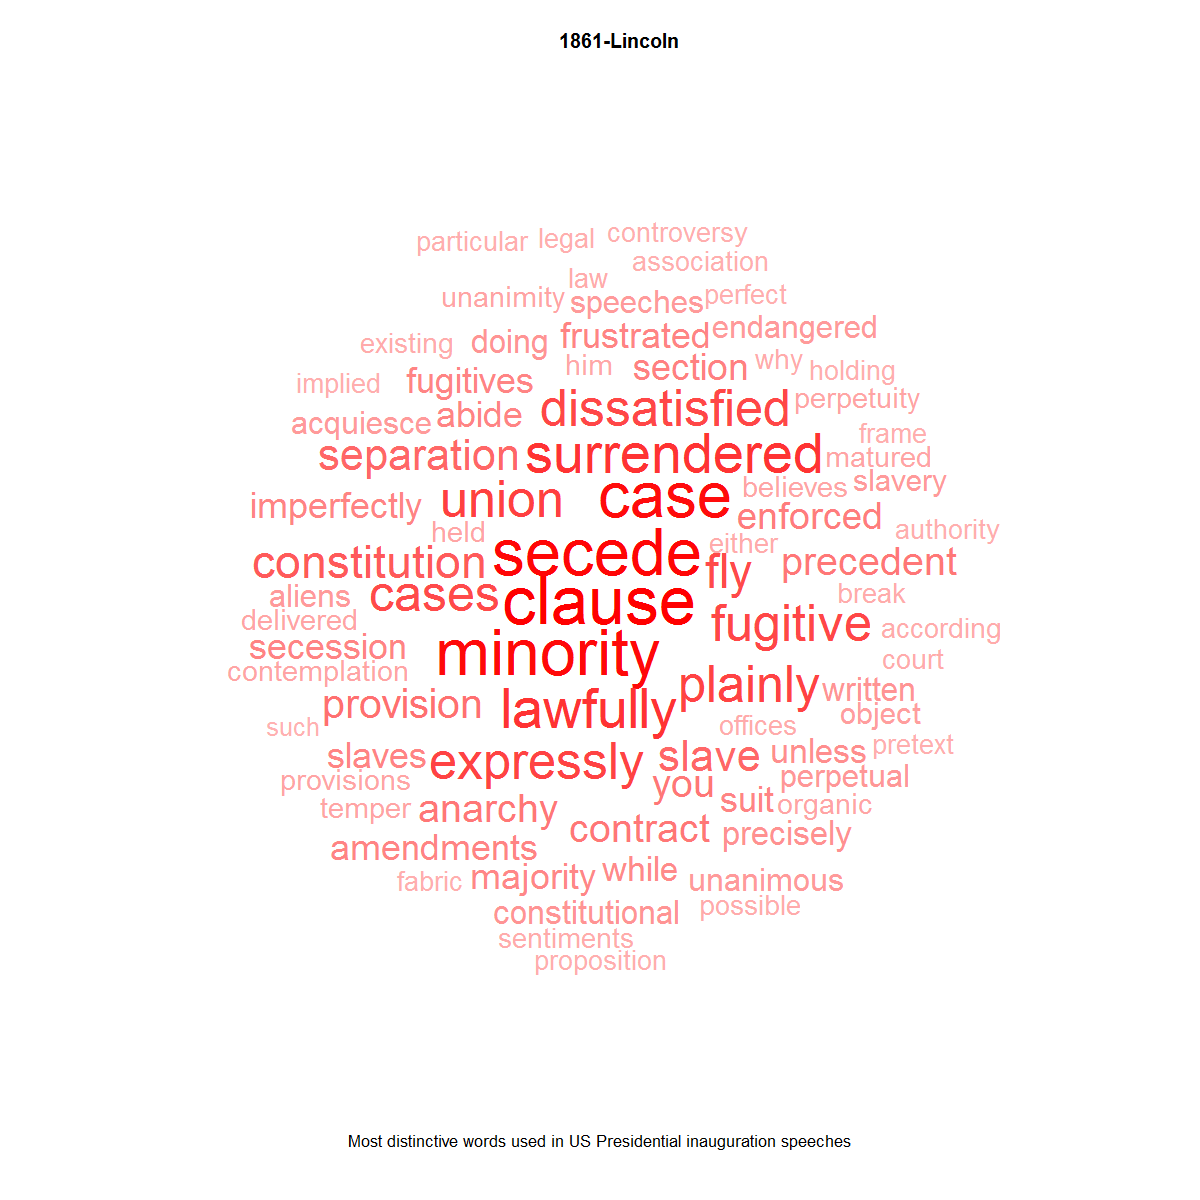 1861-Lincoln
particular legal controversy
association
law
unanimity speeches perfect
existing doing frustrated endangered
implied fugitives him section why holding
acquiesce abide dissatisfied perpetuity
frame
separation surrendered matured
imperfectly union case believes slavery
held enforced authority
constitution secede either fly precedent
aliens cases clause break
delivered fugitive according
secession minority court
contemplation plainly written
provision lawfully object
such offices
slaves expressly slave unless pretext
provisions you perpetual
temper anarchy suit organic
contract precisely
amendments
fabric majority while unanimous
constitutional possible
sentiments
proposition
Most distinctive words used in US Presidential inauguration speeches